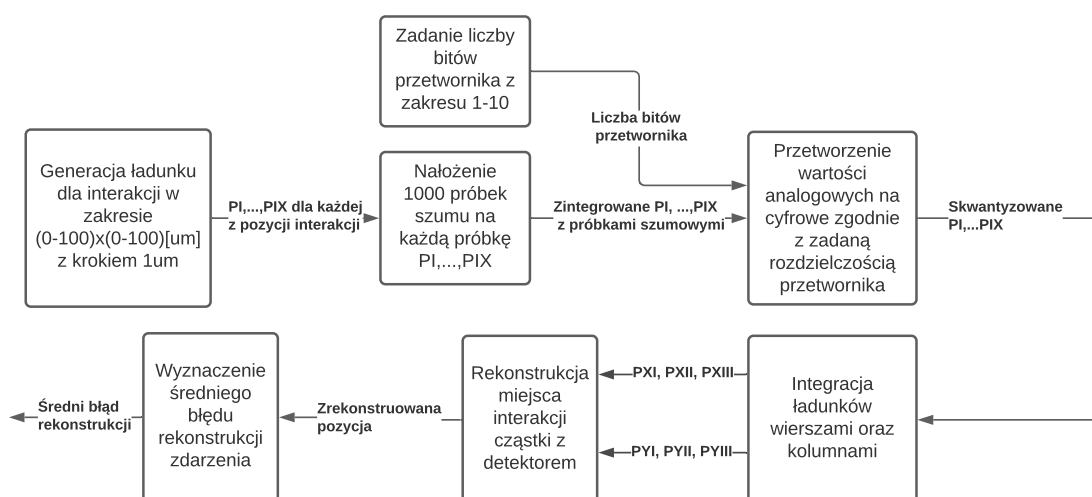 Zadanie liczby
bitów
przetwornika z
zakresu 1-10
Liczba bitów
przetwornika
Generacja ładunku
dla interakcji w
zakresie
(0-100)x(0-100)[um]
z krokiem 1um
PI,...,PIX dla każdej
z pozycji interakcji
Nałożenie
1000 próbek
szumu na
każdą próbkę
PI,...,PIX
Zintegrowane PI, ...,PIX
z próbkami szumowymi
Przetworzenie
wartości
analogowych na
cyfrowe zgodnie
z zadaną
rozdzielczością
przetwornika
Skwantyzowane
PI,...PIX
Integracja
ładunków
wierszami oraz
kolumnami
PXI, PXII, PXIII
PYI, PYII, PYIII
Rekonstrukcja
miejsca
interakcji
cząstki z
detektorem
Zrekonstruowana
pozycja
Wyznaczenie
średniego
błędu
rekonstrukcji
zdarzenia
Średni błąd
rekonstrukcji